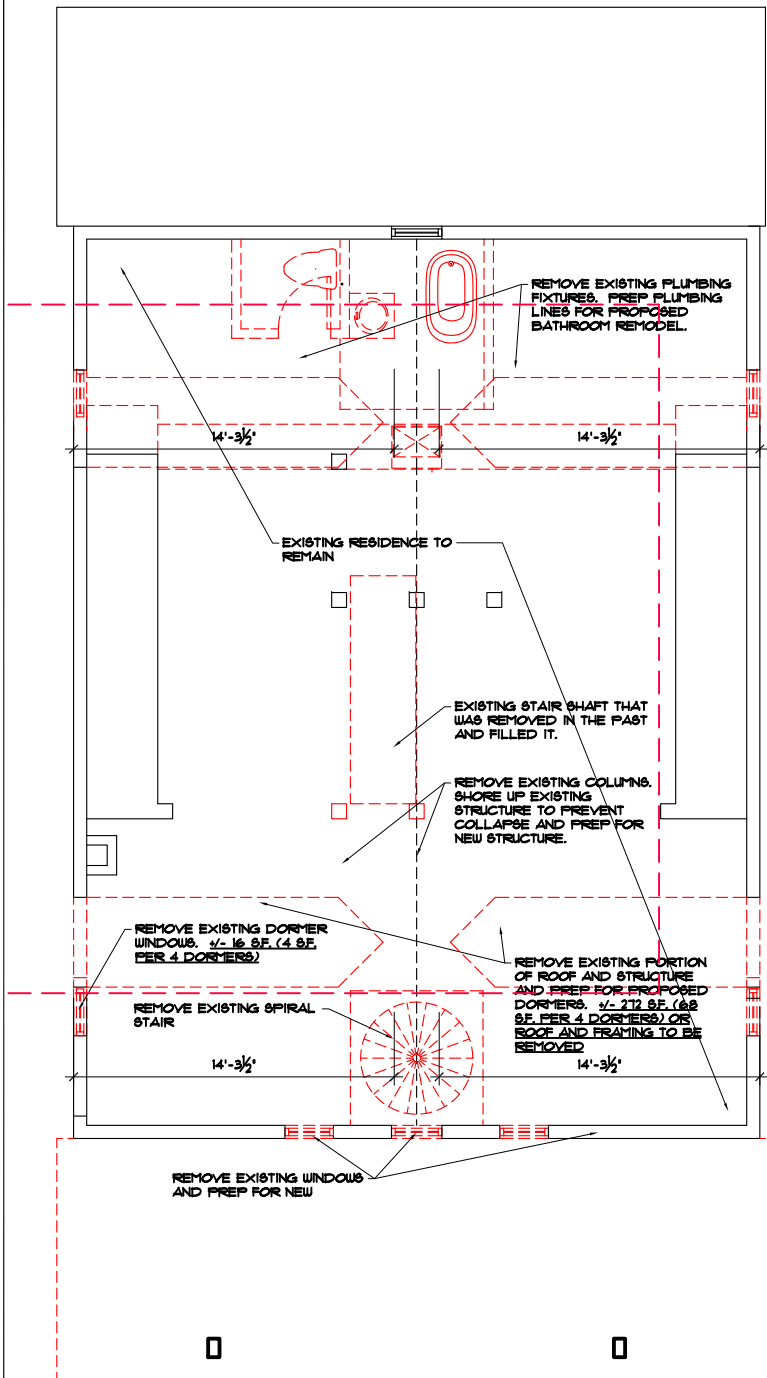 REMOVE EXISTING PLUMBING
FIXTURES. PREP PLUMBING
LINES FOR PROPOSED
BATHROOM REMODEL.
14'-3½"
14'-3½"
EXISTING RESIDENCE TO
REMAIN
EXISTING STAIR SHAFT THAT
WAS REMOVED IN THE PAST
AND FILLED IT.
REMOVE EXISTING COLUMNS.
SHORE UP EXISTING
STRUCTURE TO PREVENT
COLLAPSE AND PREP FOR
NEW STRUCTURE.
REMOVE EXISTING DORMER
WINDOWS. +/- 16 S.F. (4 S.F.
PER 4 DORMERS)
REMOVE EXISTING PORTION
OF ROOF AND STRUCTURE
AND PREP FOR PROPOSED
DORMERS. +/- 272 S.F. (68
S.F. PER 4 DORMERS) OR
ROOF AND FRAMING TO BE
REMOVED
REMOVE EXISTING SPIRAL
STAIR
14'-3½"
14'-3½"
REMOVE EXISTING WINDOWS
AND PREP FOR NEW